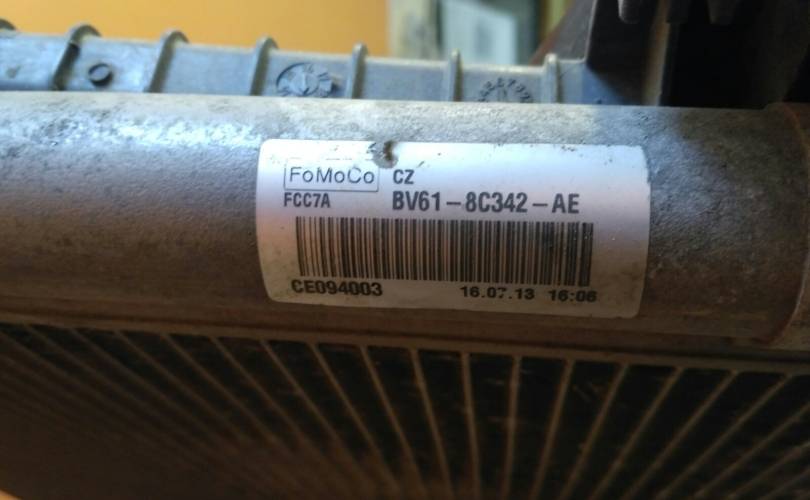 FoMoCo CZ
FCC7A BV61-8C342-AE
CE094003 16.07.13 16:06